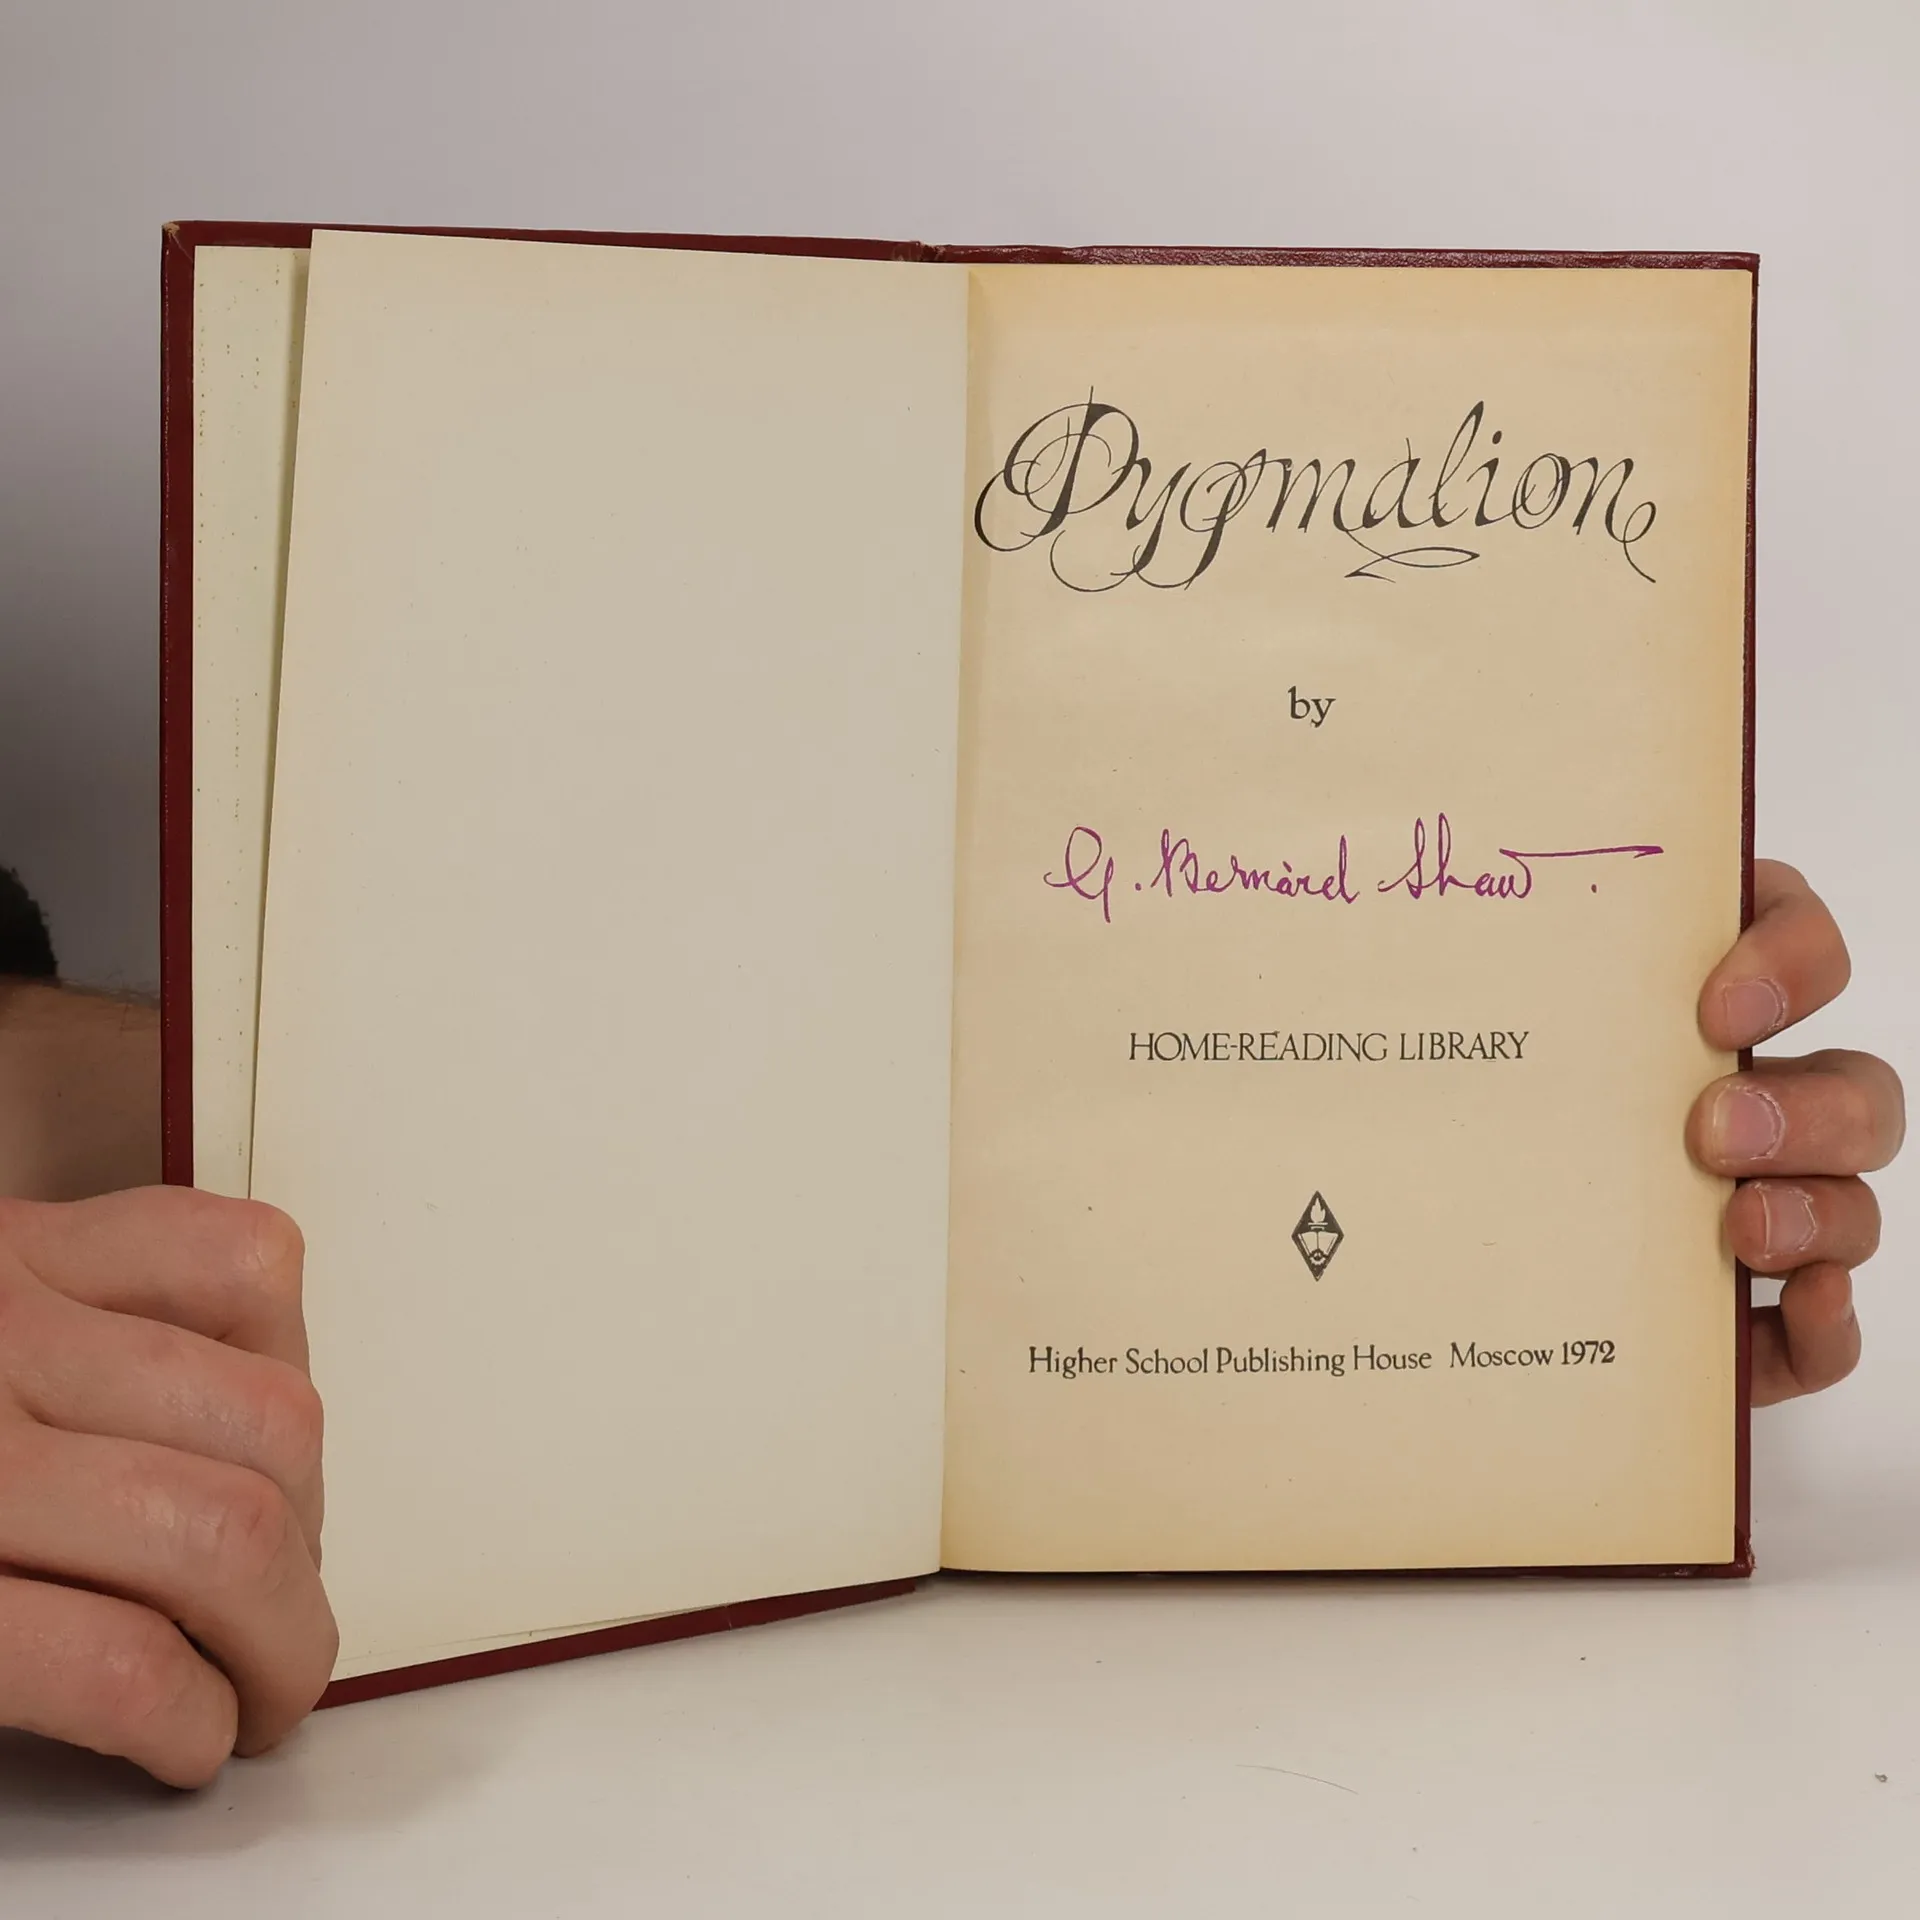 Pygmalion
by
G. Bernard Shaw.
HOME-READING LIBRARY
Higher School Publishing House Moscow 1972